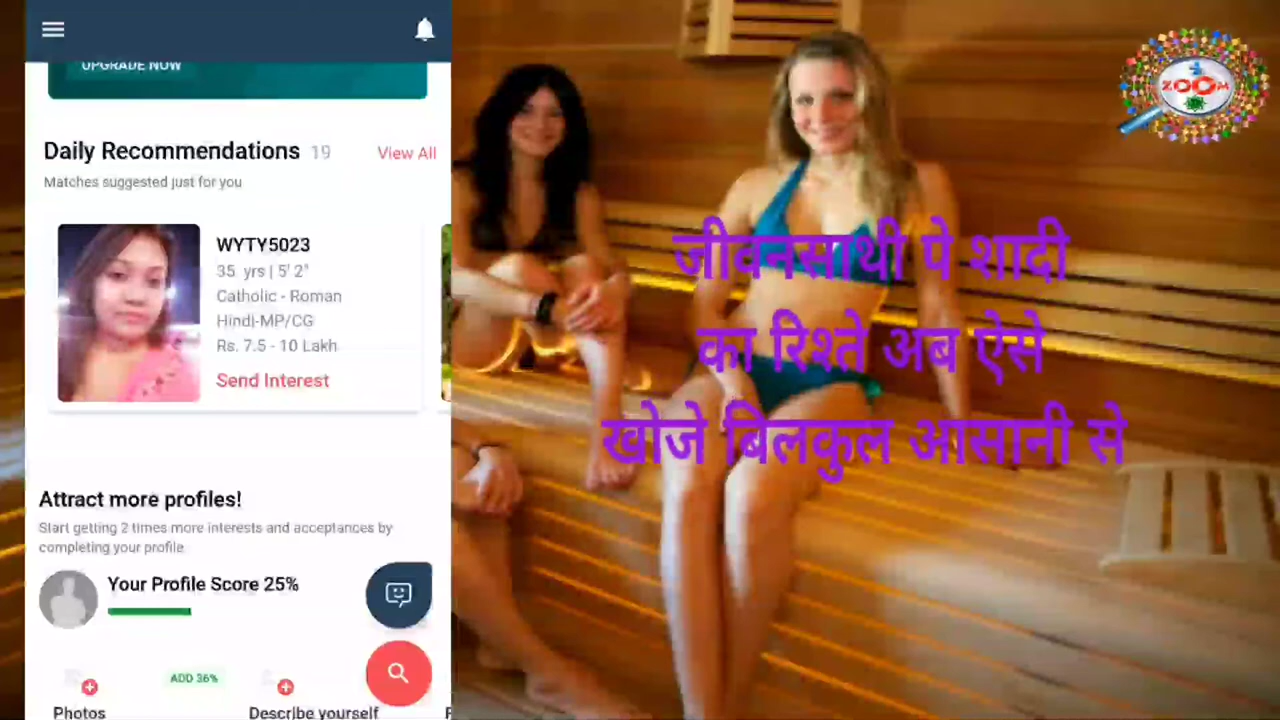 UPGRADE NOW
Daily Recommendations 19
View All
Matches suggested just for you
WYTY5023
35 yrs | 5' 2"
Catholic - Roman
Hindi-MP/CG
Rs. 7.5 - 10 Lakh
Send Interest
Attract more profiles!
Start getting 2 times more interests and acceptances by
completing your profile
Your Profile Score 25%
ADD 36%
Photos
Describe yourself
ZOOM
जीवनसाथी पे शादी
का रिश्ते अब ऐसे
खोजे बिलकुल आसानी से